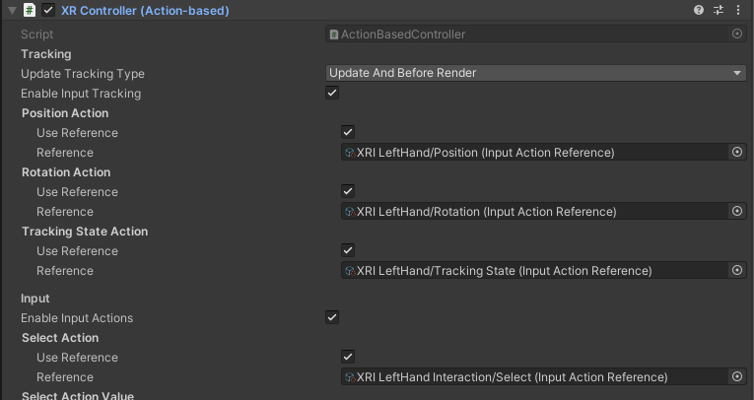 XR Controller (Action-based)
Script ActionBasedController
Tracking
Update Tracking Type Update And Before Render
Enable Input Tracking
Position Action
Use Reference
Reference XRI LeftHand/Position (Input Action Reference)
Rotation Action
Use Reference
Reference XRI LeftHand/Rotation (Input Action Reference)
Tracking State Action
Use Reference
Reference XRI LeftHand/Tracking State (Input Action Reference)
Input
Enable Input Actions
Select Action
Use Reference
Reference XRI LeftHand Interaction/Select (Input Action Reference)
Select Action Value